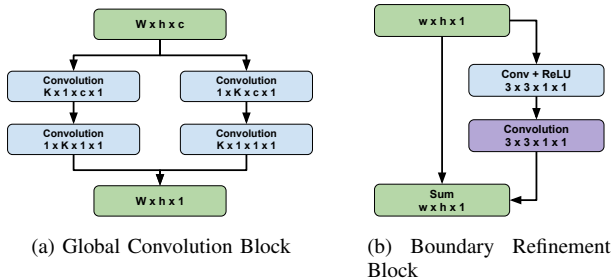 W x h x c
Convolution
K x 1 x c x 1
Convolution
1 x K x c x 1
Convolution
1 x K x 1 x 1
Convolution
K x 1 x 1 x 1
W x h x 1
(a) Global Convolution Block
w x h x 1
Conv + ReLU
3 x 3 x 1 x 1
Convolution
3 x 3 x 1 x 1
Sum
w x h x 1
(b) Boundary Refinement
Block